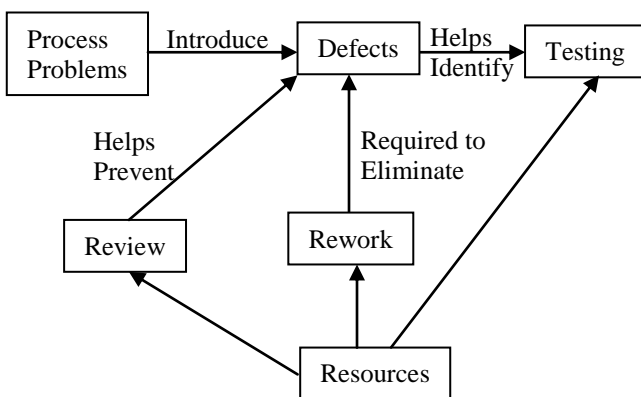 Process
Problems
Introduce
Defects
Helps
Identify
Testing
Helps
Prevent
Required to
Eliminate
Review
Rework
Resources